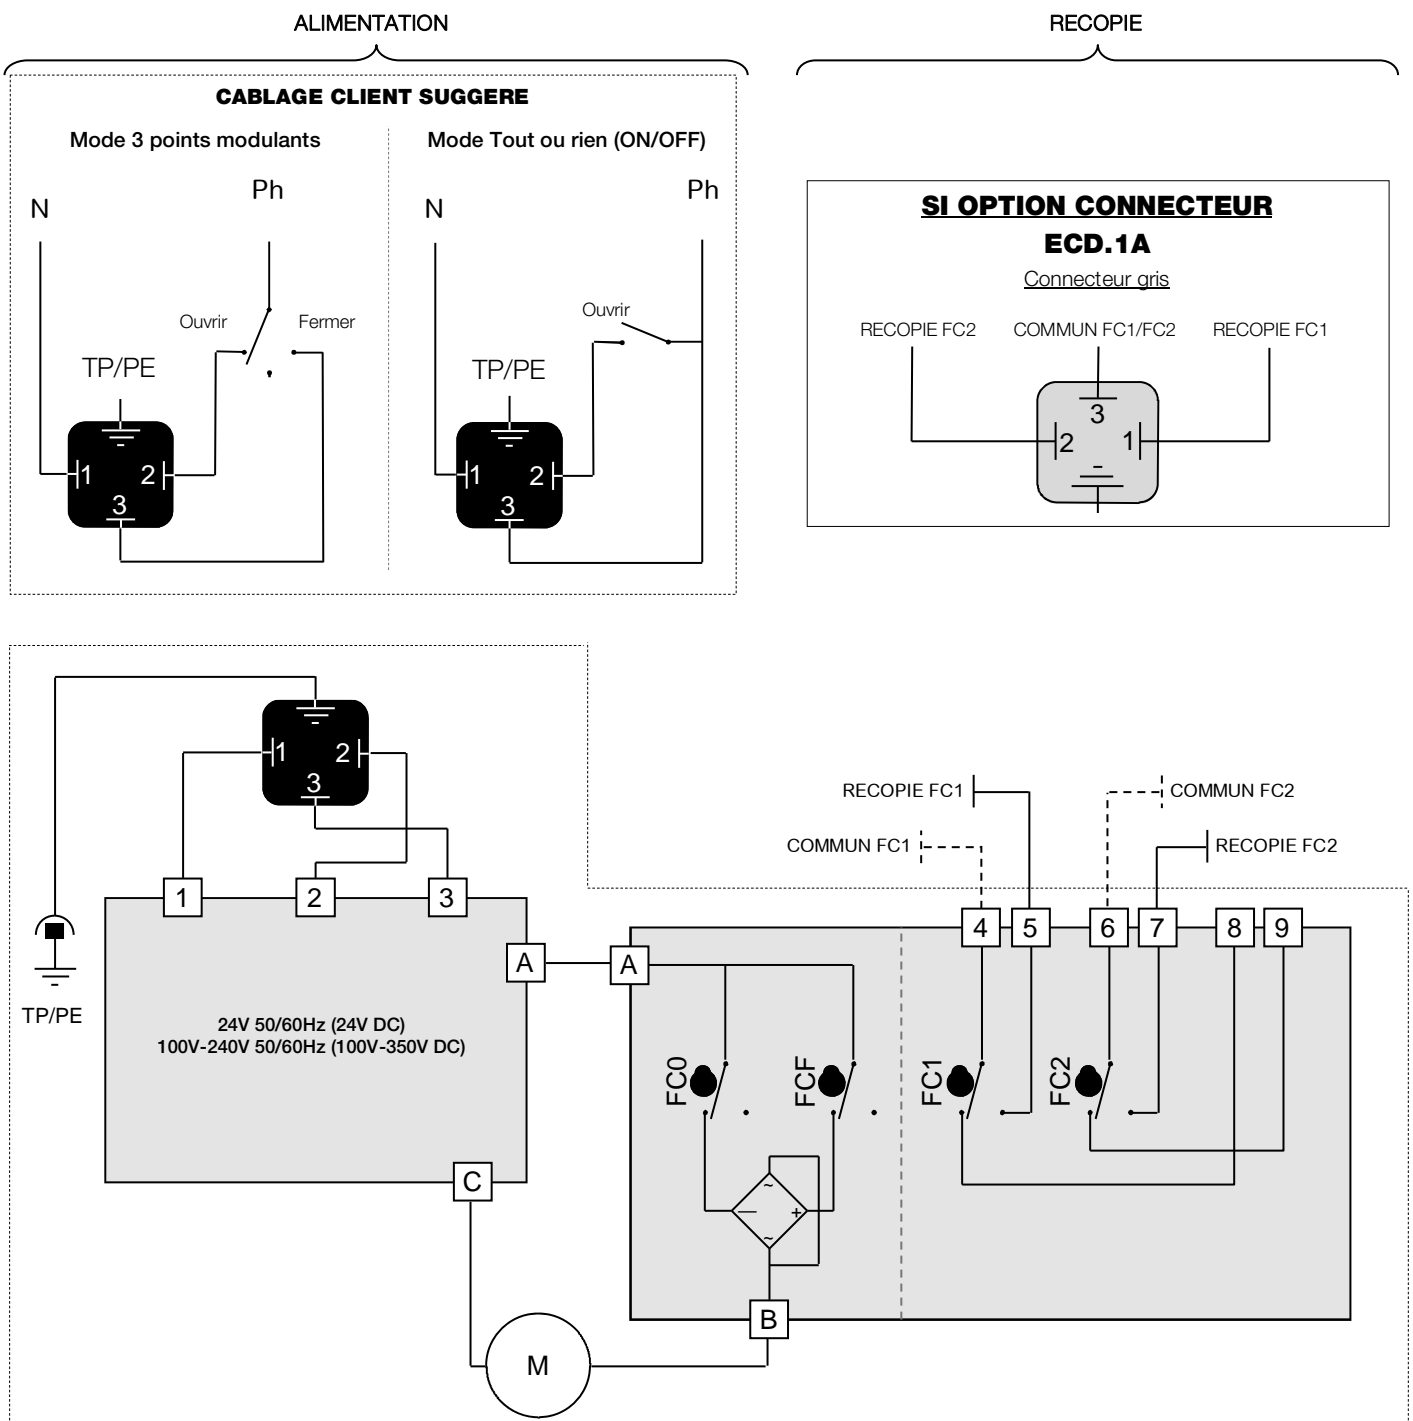 ALIMENTATION
RECOPIE
CABLAGE CLIENT SUGGERE
Mode 3 points modulants
Mode Tout ou rien (ON/OFF)
N
Ph
Ouvrir
Fermer
TP/PE
1
2
3
N
Ph
Ouvrir
TP/PE
1
2
3
SI OPTION CONNECTEUR
ECD.1A
Connecteur gris
RECOPIE FC2
COMMUN FC1/FC2
RECOPIE FC1
3
2
1
1
2
3
1
2
3
TP/PE
24V 50/60Hz (24V DC)
100V-240V 50/60Hz (100V-350V DC)
A
C
M
RECOPIE FC1
COMMUN FC2
COMMUN FC1
RECOPIE FC2
4
5
6
7
8
9
A
FC0
FCF
FC1
FC2
~
—
+
~
B